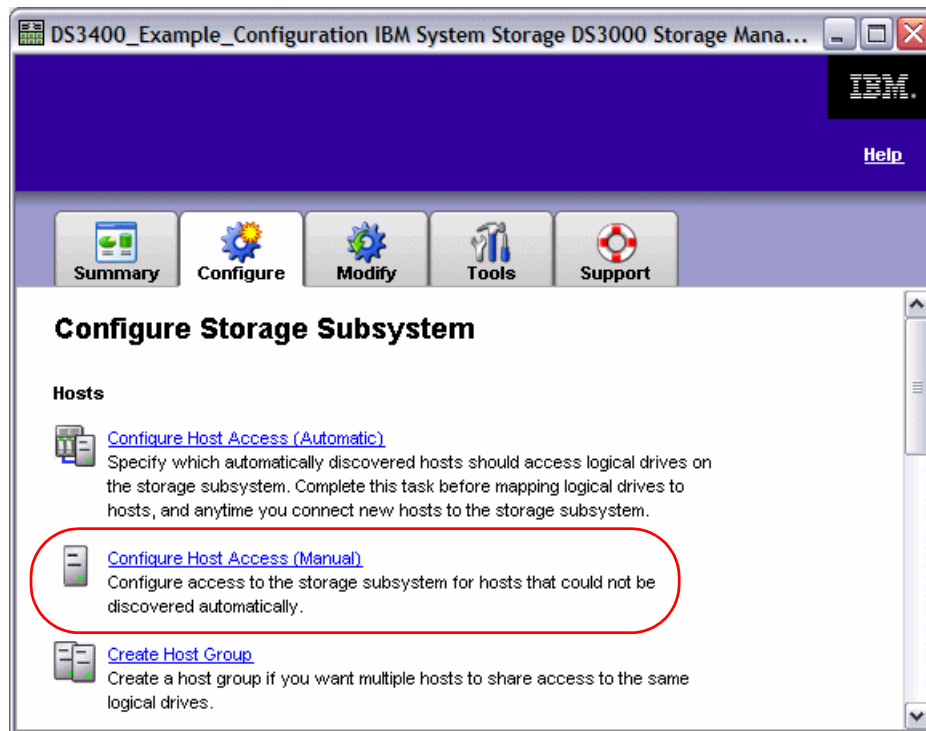 DS3400_Example_Configuration IBM System Storage DS3000 Storage Mana...
IBM.
Help
Summary
Configure
Modify
Tools
Support
Configure Storage Subsystem
Hosts
Configure Host Access (Automatic)
Specify which automatically discovered hosts should access logical drives on
the storage subsystem. Complete this task before mapping logical drives to
hosts, and anytime you connect new hosts to the storage subsystem.
Configure Host Access (Manual)
Configure access to the storage subsystem for hosts that could not be
discovered automatically.
Create Host Group
Create a host group if you want multiple hosts to share access to the same
logical drives.